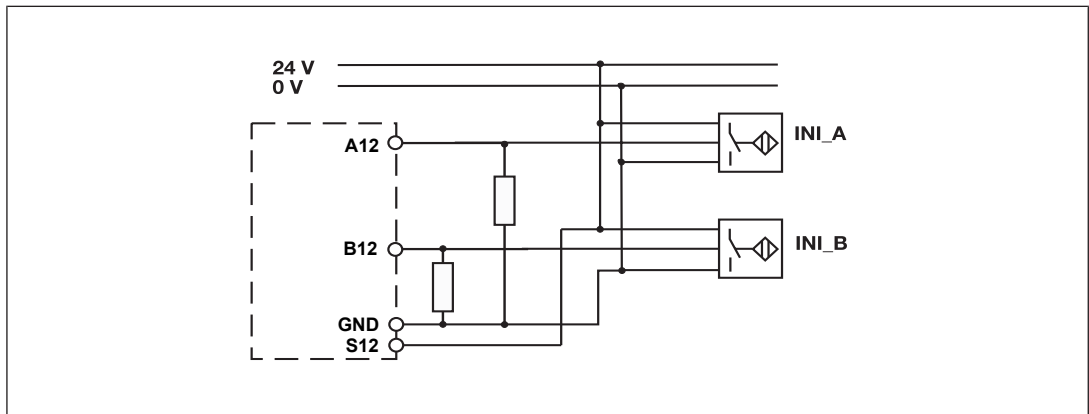 24 V
0 V
A12
INI_A
B12
INI_B
GND
S12